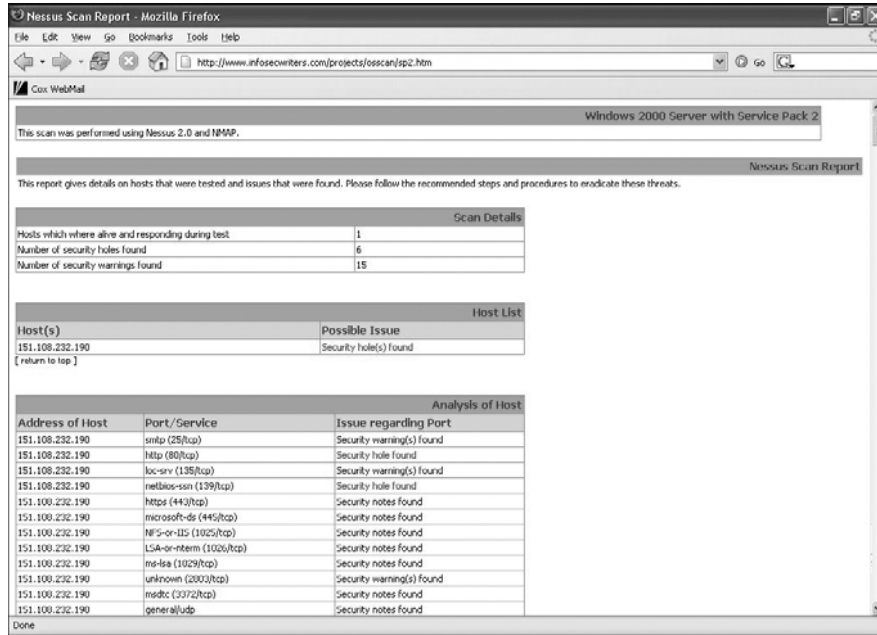 Nessus Scan Report - Mozilla Firefox
File Edit View Go Bookmarks Tools Help
http://www.infosecwriters.com/projects/osscan/sp2.htm Go G
Cox WebMail
Windows 2000 Server with Service Pack 2
This scan was performed using Nessus 2.0 and NMAP.
Nessus Scan Report
This report gives details on hosts that were tested and issues that were found. Please follow the recommended steps and procedures to eradicate these threats.
Scan Details
Hosts which where alive and responding during test 1
Number of security holes found 6
Number of security warnings found 15
Host List
Host(s) Possible Issue
151.108.232.190 Security hole(s) found
[ return to top ]
Analysis of Host
Address of Host Port/Service Issue regarding Port
151.108.232.190 smtp (25/tcp) Security warning(s) found
151.108.232.190 http (80/tcp) Security hole found
151.108.232.190 loc-srv (135/tcp) Security warning(s) found
151.108.232.190 netbios-ssn (139/tcp) Security hole found
151.108.232.190 https (443/tcp) Security notes found
151.108.232.190 microsoft-ds (445/tcp) Security notes found
151.108.232.190 NFS-or-IIS (1025/tcp) Security notes found
151.108.232.190 LSA-or-nterm (1026/tcp) Security notes found
151.108.232.190 ms-lsa (1029/tcp) Security notes found
151.108.232.190 unknown (2803/tcp) Security warning(s) found
151.108.232.190 msdtc (3372/tcp) Security notes found
151.108.232.190 general/udp Security notes found
Done